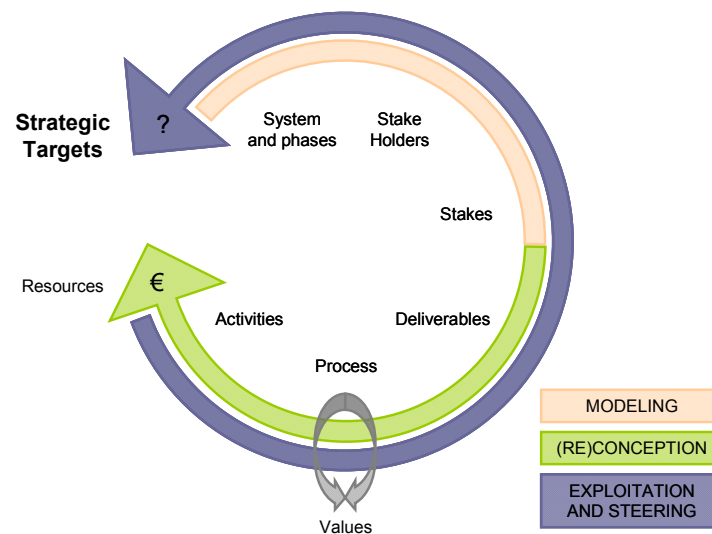 Strategic
Targets
?
System
and phases
Stake
Holders
Stakes
Resources
€
Activities
Deliverables
Process
Values
MODELING
(RE)CONCEPTION
EXPLOITATION
AND STEERING